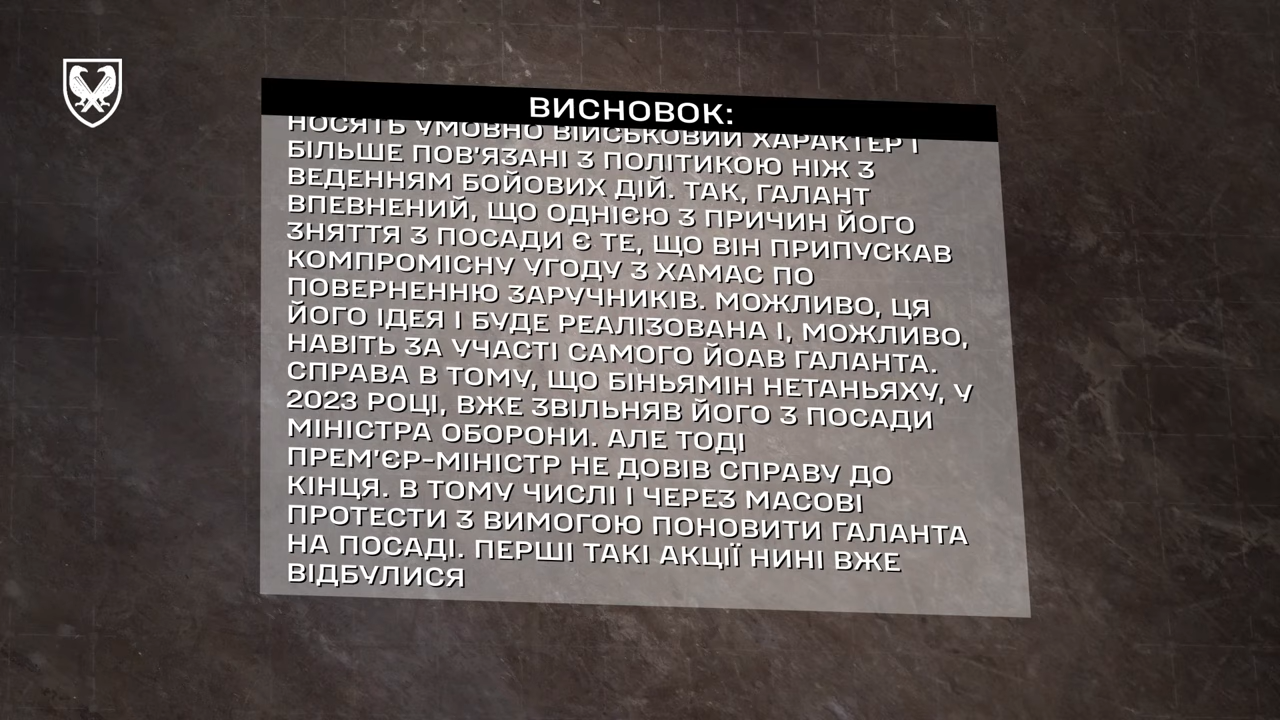 ВИСНОВОК:
НОСЯТЬ УМОВНО ВІЙСЬКОВИЙ ХАРАКТЕР І
БІЛЬШЕ ПОВ'ЯЗАНІ З ПОЛІТИКОЮ НІЖ З
ВЕДЕННЯМ БОЙОВИХ ДІЙ. ТАК, ГАЛАНТ
ВПЕВНЕНИЙ, ЩО ОДНІЄЮ З ПРИЧИН ЙОГО
ЗНЯТТЯ З ПОСАДИ Є ТЕ, ЩО ВІН ПРИПУСКАВ
КОМПРОМІСНУ УГОДУ З ХАМАС ПО
ПОВЕРНЕННЮ ЗАРУЧНИКІВ. МОЖЛИВО, ЦЯ
ЙОГО ІДЕЯ І БУДЕ РЕАЛІЗОВАНА І, МОЖЛИВО,
НАВІТЬ ЗА УЧАСТІ САМОГО ЙОАВ ГАЛАНТА.
СПРАВА В ТОМУ, ЩО БІНЬЯМІН НЕТАНЬЯХУ, У
2023 РОЦІ, ВЖЕ ЗВІЛЬНЯВ ЙОГО З ПОСАДИ
МІНІСТРА ОБОРОНИ. АЛЕ ТОДІ
ПРЕМ'ЄР-МІНІСТР НЕ ДОВІВ СПРАВУ ДО
КІНЦЯ. В ТОМУ ЧИСЛІ І ЧЕРЕЗ МАСОВІ
ПРОТЕСТИ З ВИМОГОЮ ПОНОВИТИ ГАЛАНТА
НА ПОСАДІ. ПЕРШІ ТАКІ АКЦІЇ НИНІ ВЖЕ
ВІДБУЛИСЯ